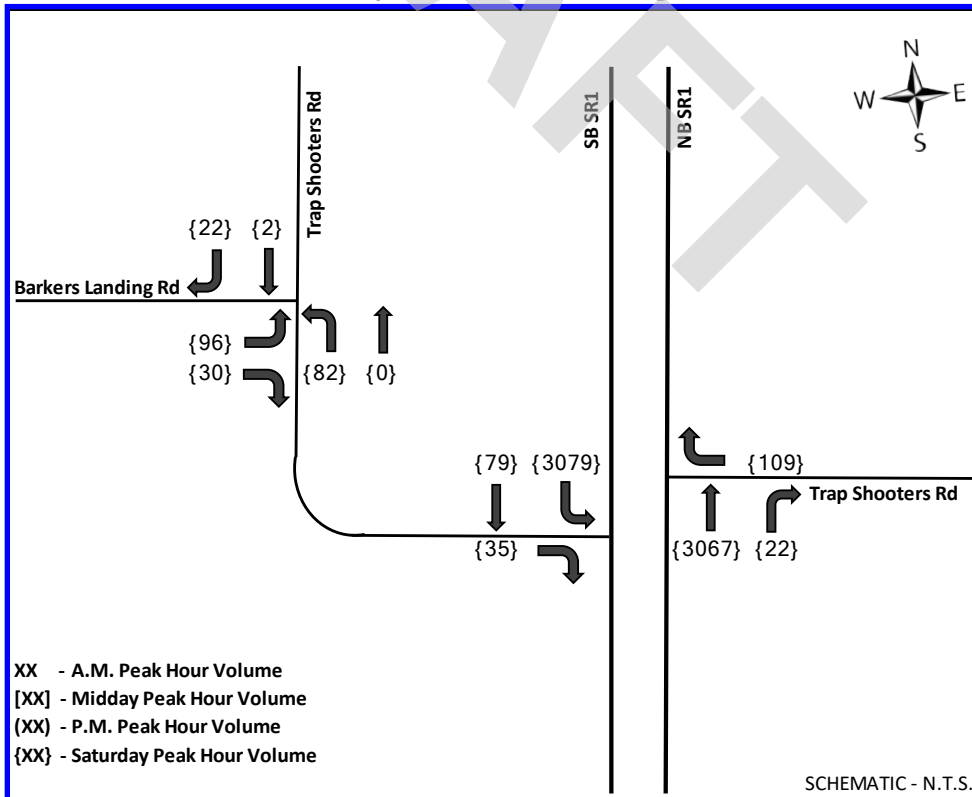 DRAFT
N
W E
S
Trap Shooters Rd
SB SR1
NB SR1
{22} {2}
Barkers Landing Rd
{96}
{30} {82} {0}
{79} {3079} {109}
Trap Shooters Rd
{35} {3067} {22}
XX - A.M. Peak Hour Volume
[XX] - Midday Peak Hour Volume
(XX) - P.M. Peak Hour Volume
{XX} - Saturday Peak Hour Volume
SCHEMATIC - N.T.S.